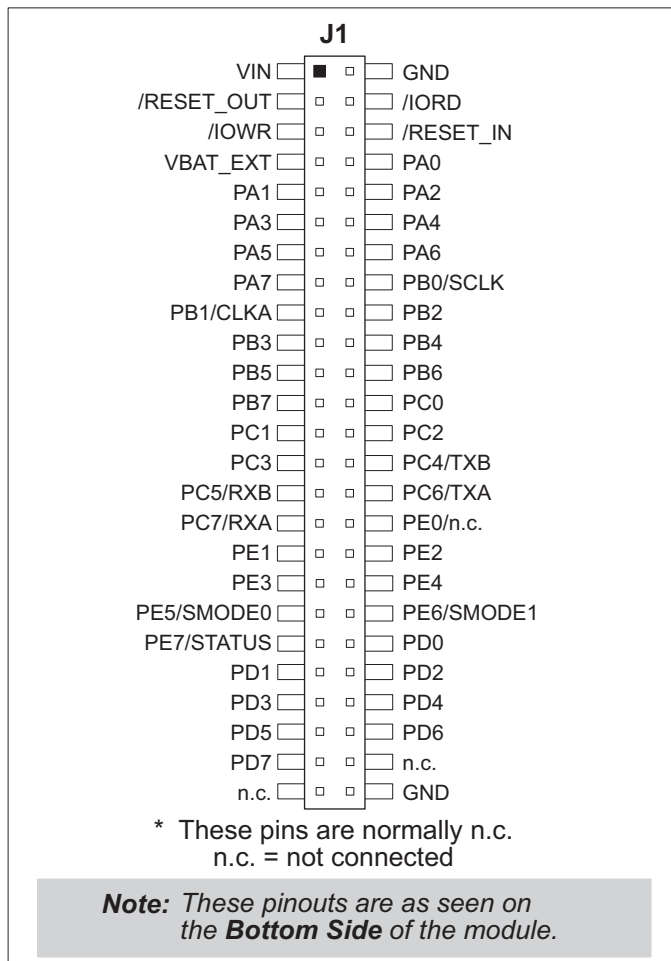 J1
VIN GND
/RESET_OUT /IORD
/IOWR /RESET_IN
VBAT_EXT PA0
PA1 PA2
PA3 PA4
PA5 PA6
PA7 PB0/SCLK
PB1/CLKA PB2
PB3 PB4
PB5 PB6
PB7 PC0
PC1 PC2
PC3 PC4/TXB
PC5/RXB PC6/TXA
PC7/RXA PE0/n.c.
PE1 PE2
PE3 PE4
PE5/SMODE0 PE6/SMODE1
PE7/STATUS PD0
PD1 PD2
PD3 PD4
PD5 PD6
PD7 n.c.
n.c. GND
* These pins are normally n.c.
n.c. = not connected
Note: These pinouts are as seen on
the Bottom Side of the module.